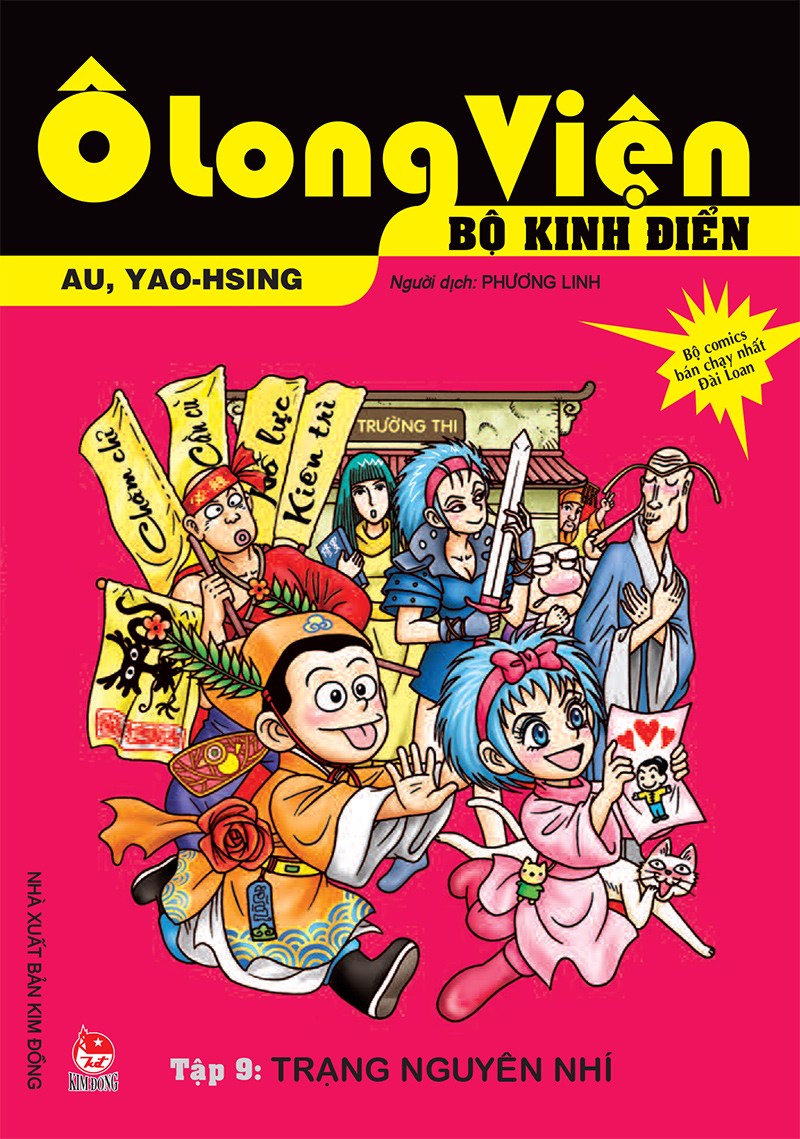 Ô Long Viện
BỘ KINH ĐIỂN
AU, YAO-HSING
Người dịch: PHƯƠNG LINH
Bộ comics
bán chạy nhất
Đài Loan
Chăm chỉ
Cần cù
Nỗ lực
Kiên trì
TRƯỜNG THI
NHÀ XUẤT BẢN KIM ĐỒNG
KIM ĐỒNG
Tập 9: TRẠNG NGUYÊN NHÍ